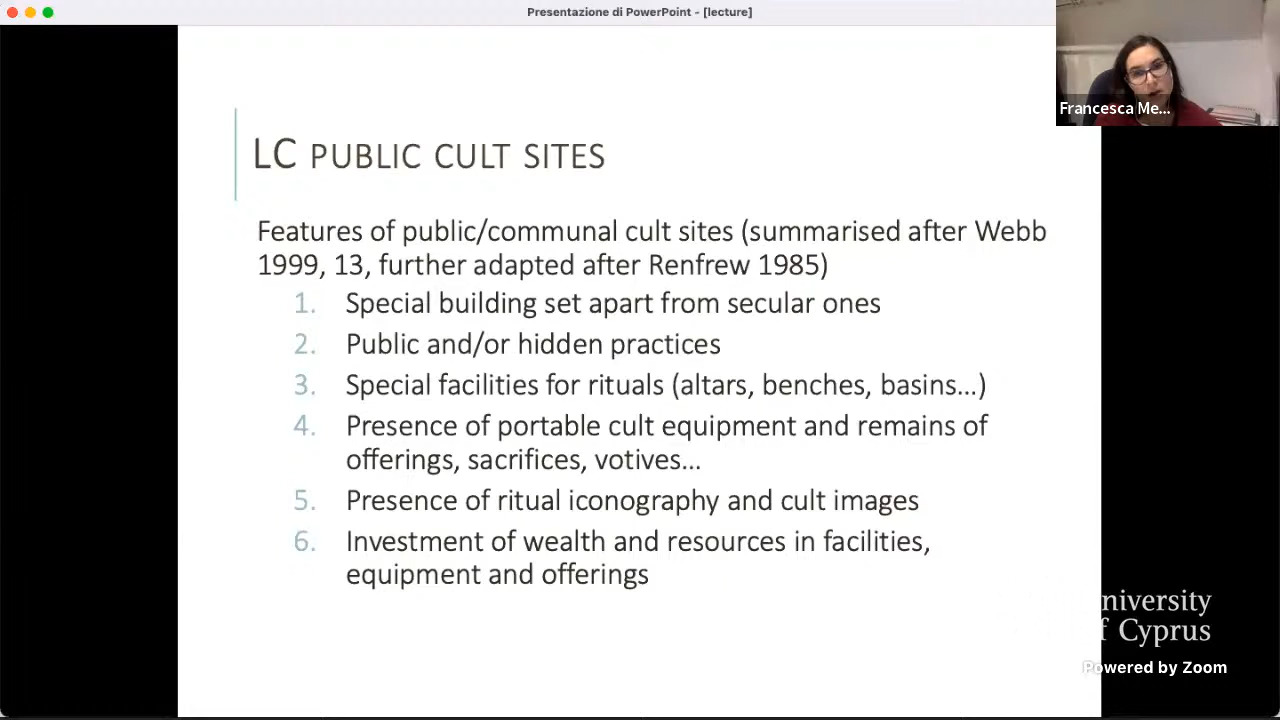 Presentazione di PowerPoint - [lecture]
Francesca Me...
LC PUBLIC CULT SITES
Features of public/communal cult sites (summarised after Webb
1999, 13, further adapted after Renfrew 1985)
1. Special building set apart from secular ones
2. Public and/or hidden practices
3. Special facilities for rituals (altars, benches, basins...)
4. Presence of portable cult equipment and remains of
offerings, sacrifices, votives...
5. Presence of ritual iconography and cult images
6. Investment of wealth and resources in facilities,
equipment and offerings
niversity
f Cyprus
Powered by Zoom